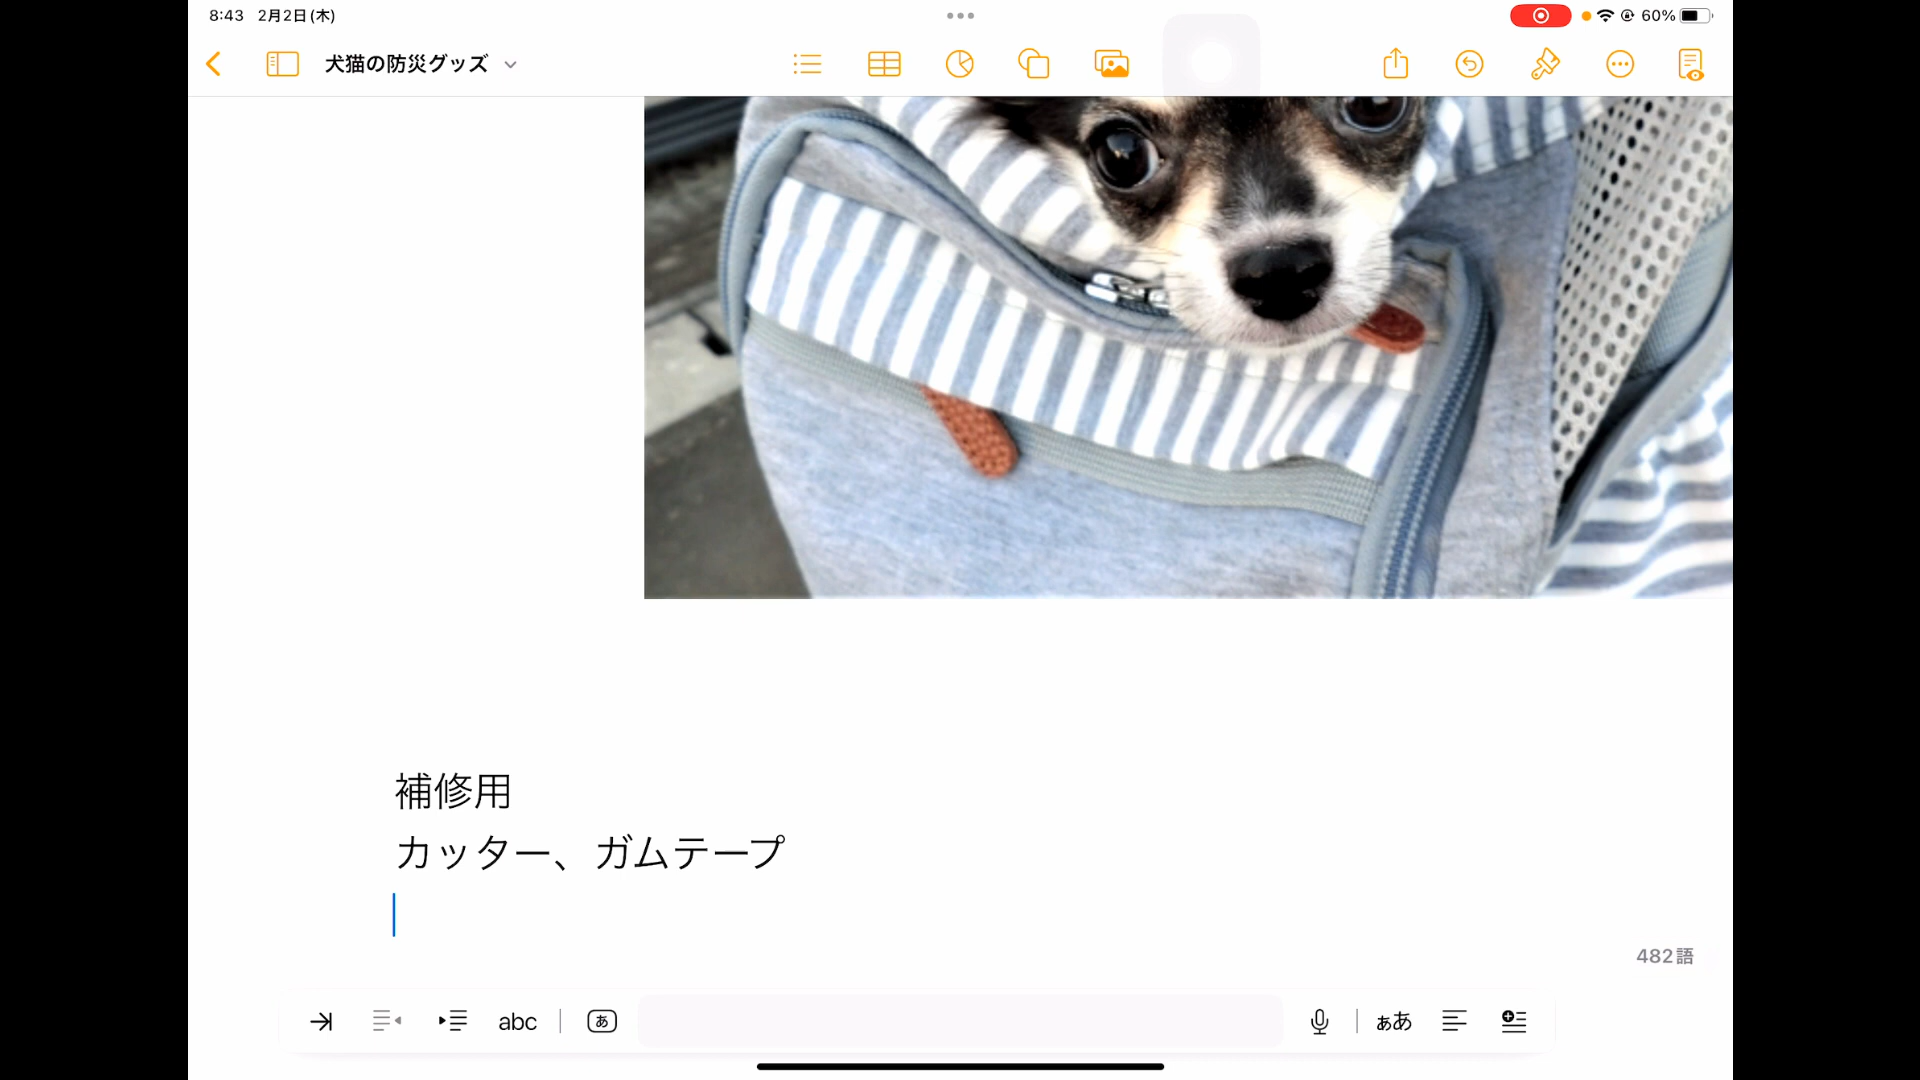 8:43 2月2日(木)
60%
犬猫の防災グッズ
補修用
カッター、ガムテープ
482語
abc
あ
ぁあ